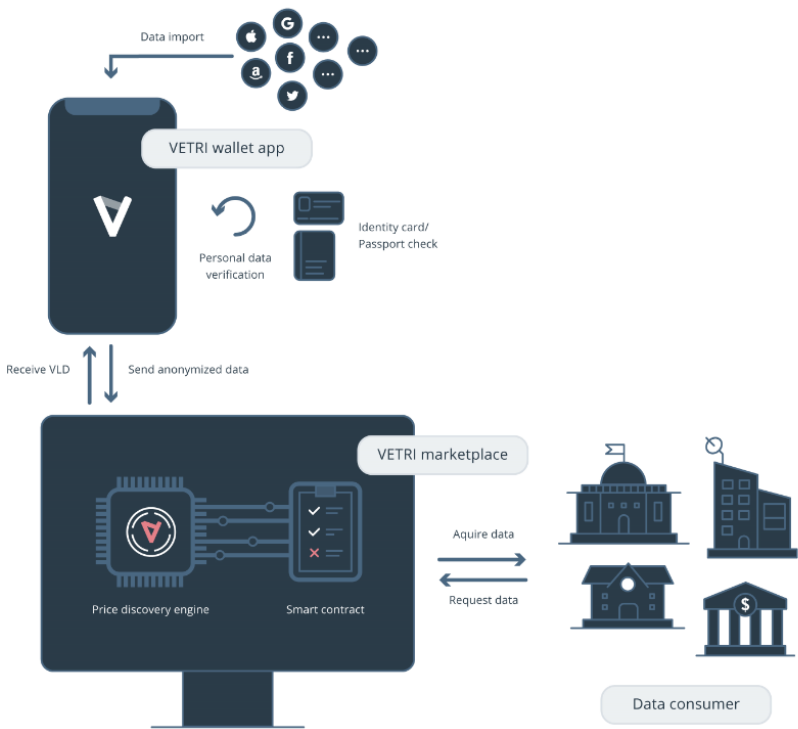 Data import
G
f
a
...
...
...
VETRI wallet app
Personal data
verification
Identity card/
Passport check
Receive VLD
Send anonymized data
VETRI marketplace
Price discovery engine
Smart contract
Aquire data
Request data
$
Data consumer